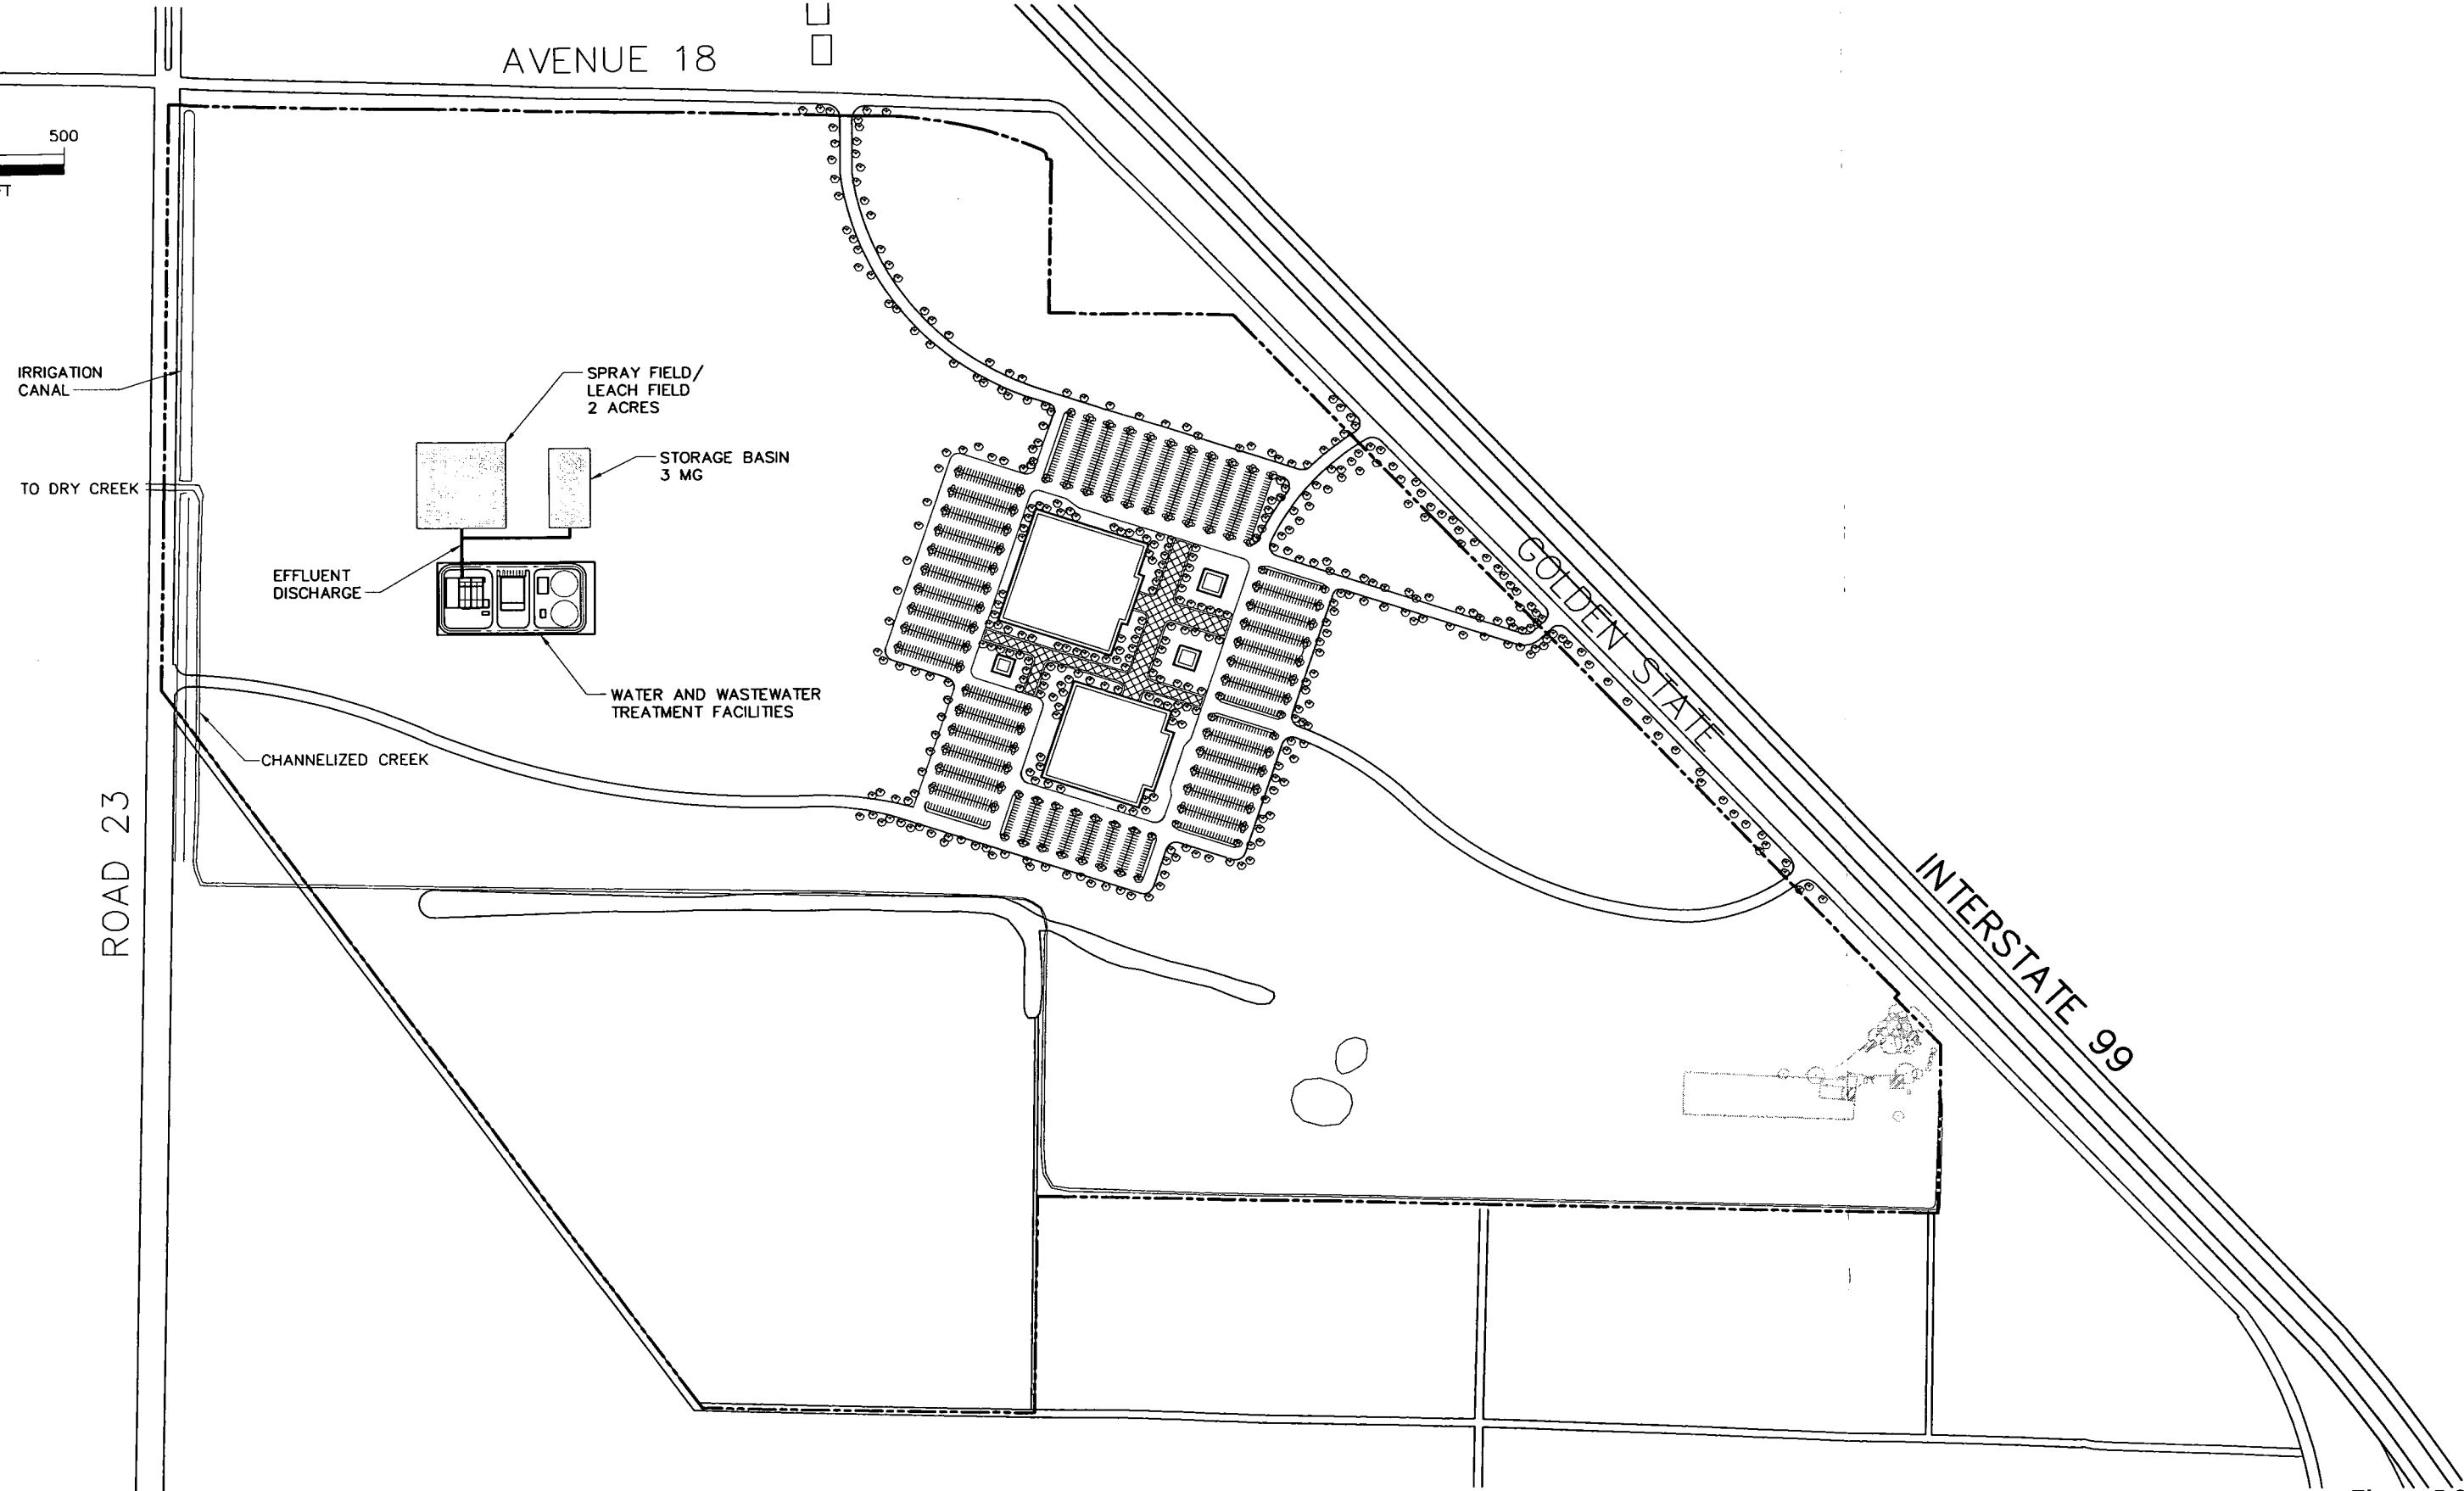 AVENUE 18
500
IRRIGATION
CANAL
SPRAY FIELD/
LEACH FIELD
2 ACRES
STORAGE BASIN
3 MG
TO DRY CREEK
EFFLUENT
DISCHARGE
WATER AND WASTEWATER
TREATMENT FACILITIES
CHANNELIZED CREEK
ROAD 23
GOLDEN STATE
INTERSTATE 99